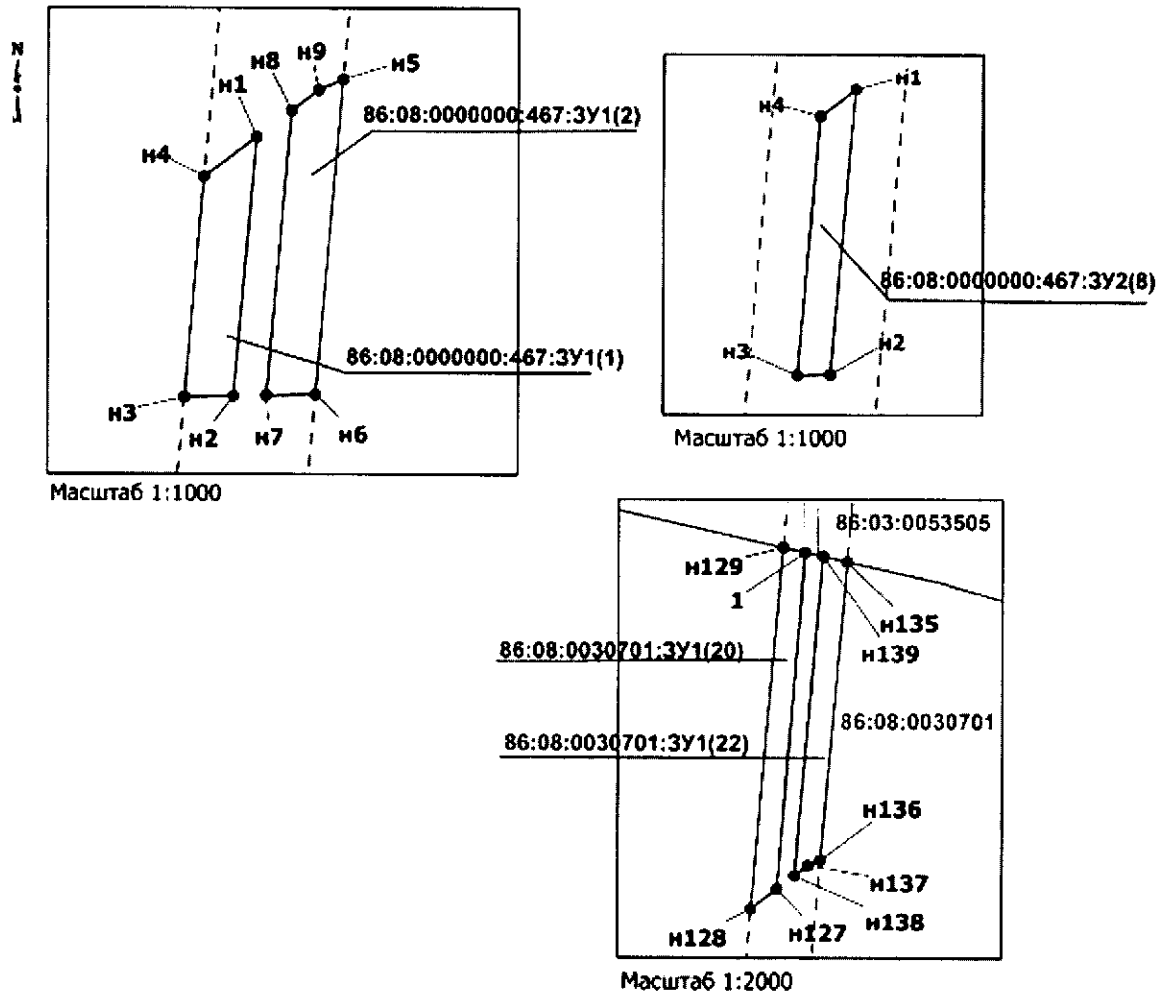 N
н9
н8
н5
н1
86:08:0000000:467:ЗУ1(2)
н4
86:08:0000000:467:ЗУ1(1)
н3
н2
н7
н6
Масштаб 1:1000
н1
н4
86:08:0000000:467:ЗУ2(8)
н3
н2
Масштаб 1:1000
86:03:0053505
н129
1
н135
н139
86:08:0030701:ЗУ1(20)
86:08:0030701
86:08:0030701:ЗУ1(22)
н136
н137
н138
н128
н127
Масштаб 1:2000